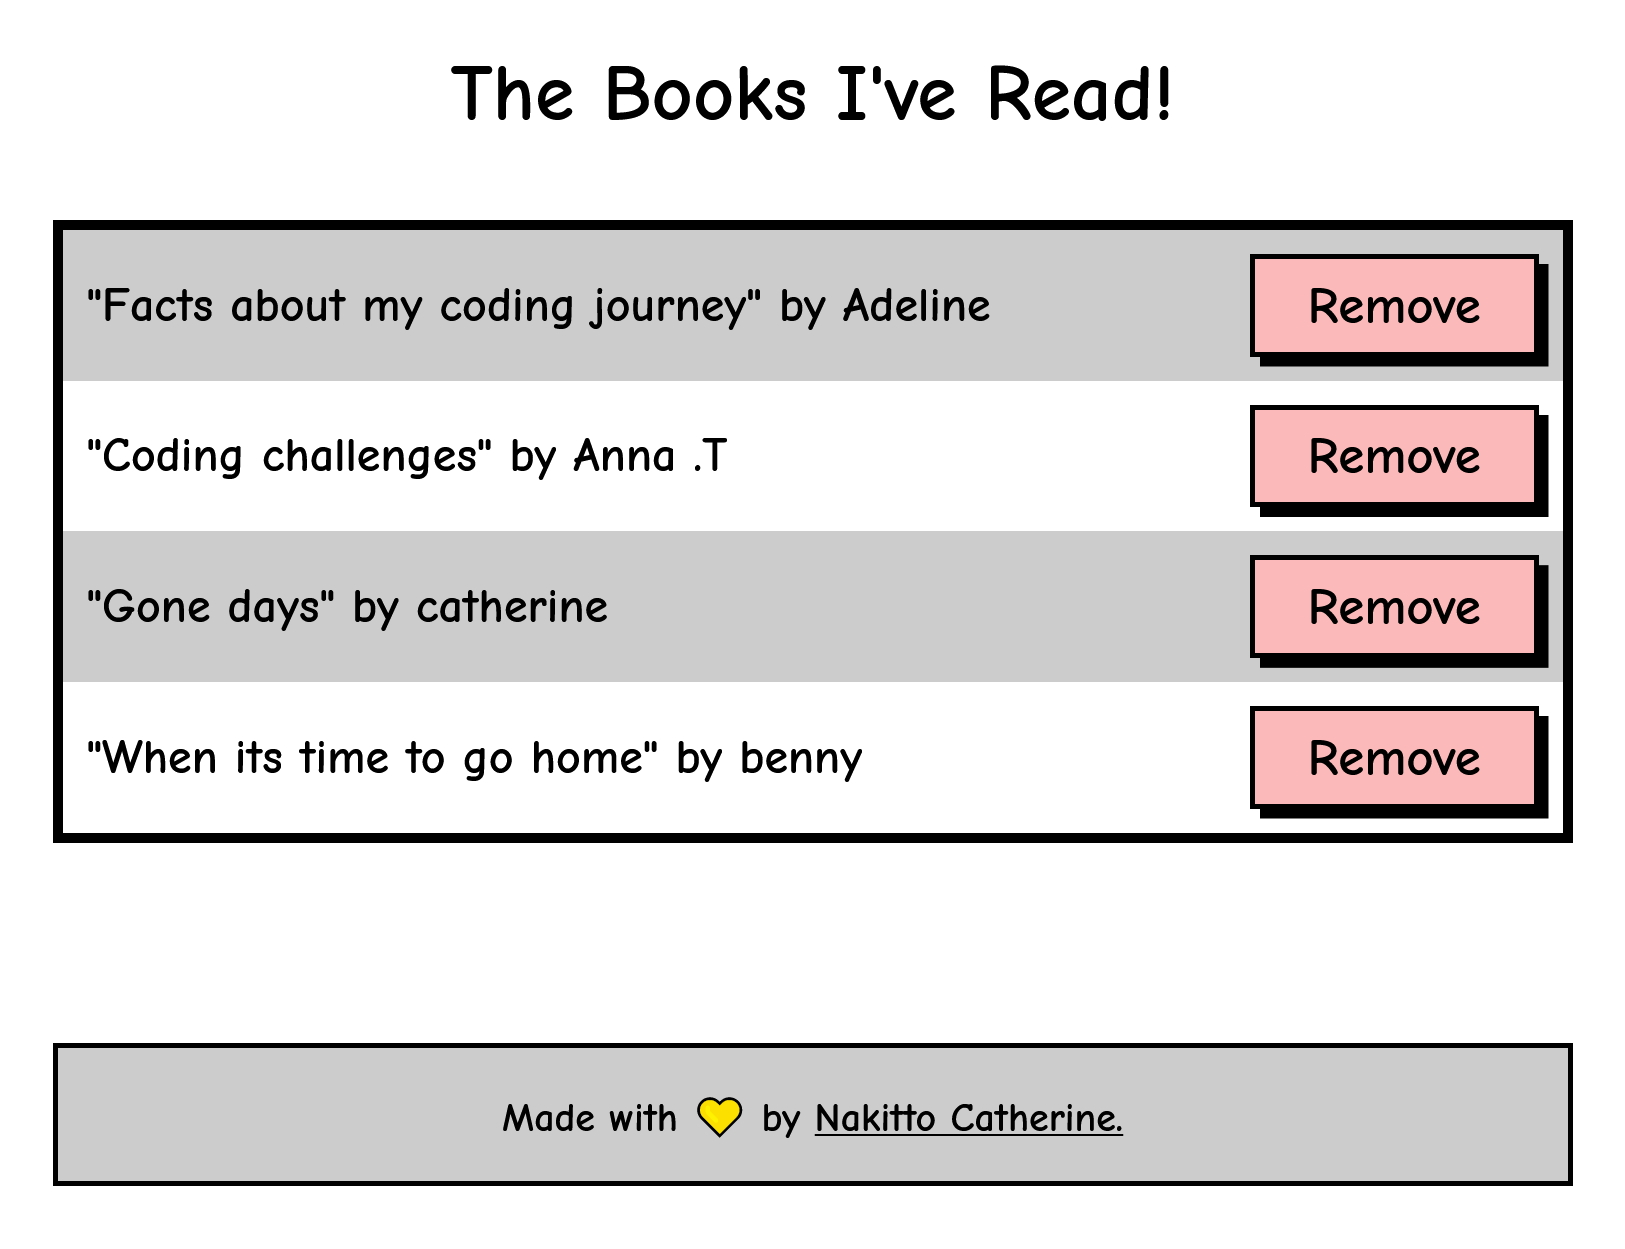 The Books I've Read!
"Facts about my coding journey" by Adeline
Remove
"Coding challenges" by Anna .T
Remove
"Gone days" by catherine
Remove
"When its time to go home" by benny
Remove
Made with by Nakitto Catherine.